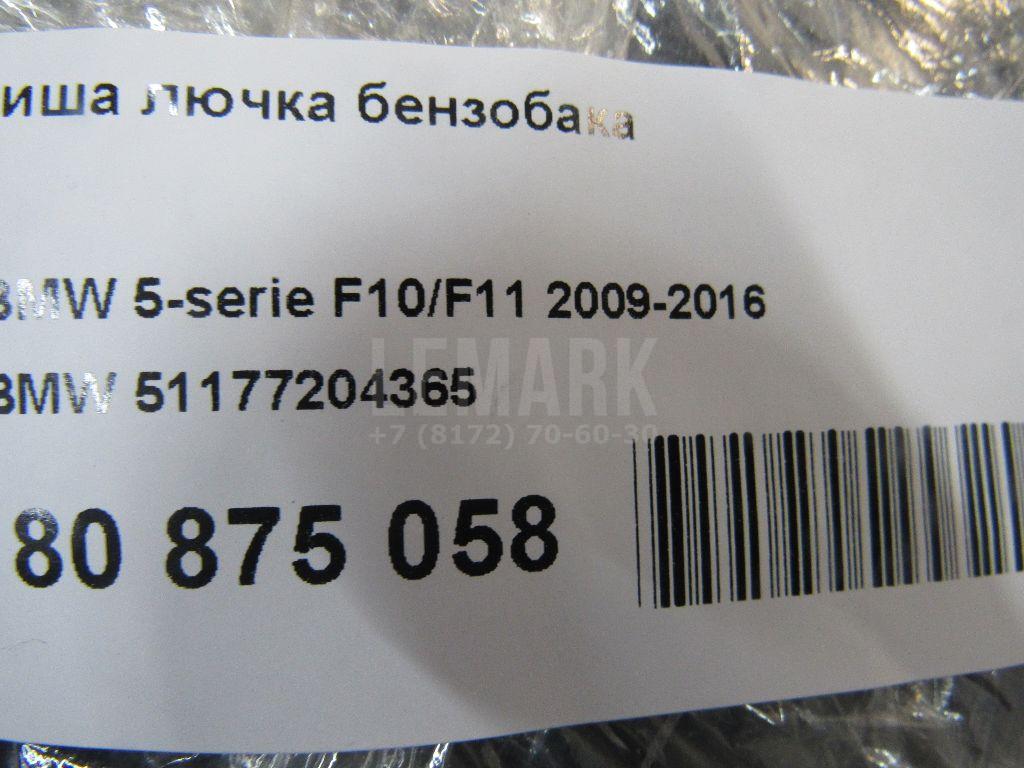 иша лючка бензобака
BMW 5-serie F10/F11 2009-2016
BMW 51177204365
LEMARK
+7 (8172) 70-60-30
80 875 058